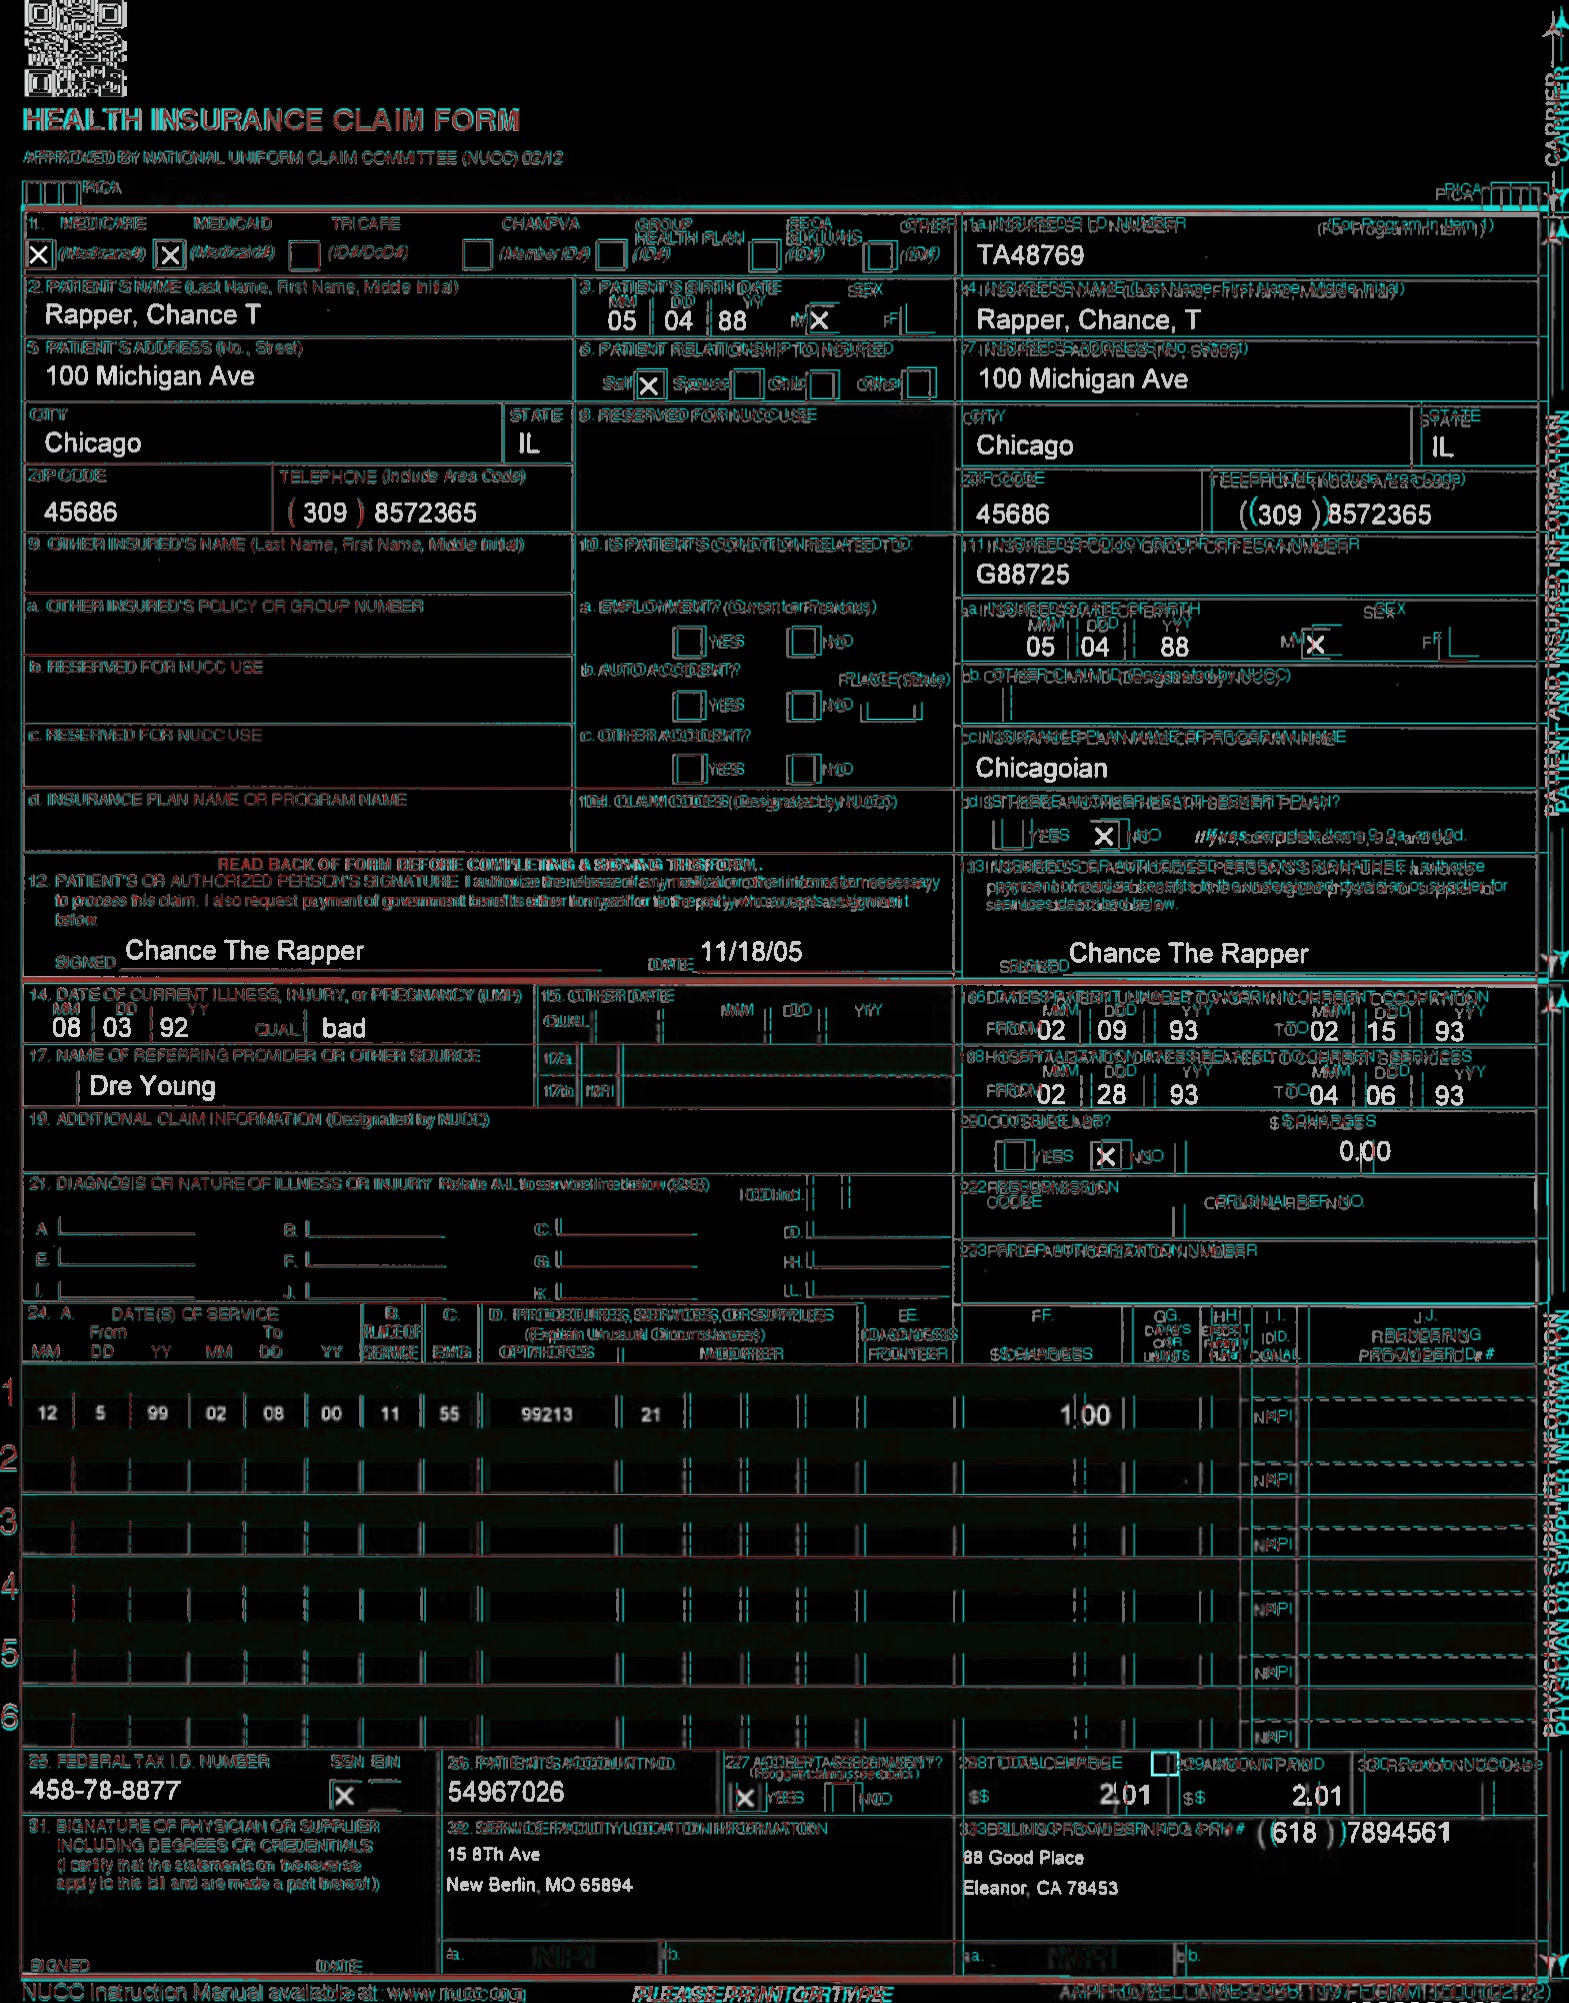 HEALTH INSURANCE CLAIM FORM
APPROVED BY NATIONAL UNIFORM CLAIM COMMITTEE (NUCC) 02/12
PICA PICA
CARRIER
1. MEDICARE MEDICAID TRICARE CHAMPVA GROUP HEALTH PLAN FECA OTHER 1a. INSURED'S I.D. NUMBER (For Program in Item 1)
X (Medicare#) X (Medicaid#) (ID#/DoD#) (Member ID#) (ID#) (ID#) (ID#) TA48769
2. PATIENT'S NAME (Last Name, First Name, Middle Initial) 3. PATIENT'S BIRTH DATE SEX 4. INSURED'S NAME (Last Name, First Name, Middle Initial)
MM DD YY
Rapper, Chance T 05 04 88 M X F Rapper, Chance, T
5. PATIENT'S ADDRESS (No., Street) 6. PATIENT RELATIONSHIP TO INSURED 7. INSURED'S ADDRESS (No., Street)
100 Michigan Ave Self X Spouse Child Other 100 Michigan Ave
CITY STATE 8. RESERVED FOR NUCC USE CITY STATE
Chicago IL Chicago IL
ZIP CODE TELEPHONE (Include Area Code) ZIP CODE TELEPHONE (Include Area Code)
45686 (309) 8572365 45686 (309) 8572365
9. OTHER INSURED'S NAME (Last Name, First Name, Middle Initial) 10. IS PATIENT'S CONDITION RELATED TO: 11. INSURED'S POLICY GROUP OR FECA NUMBER
G88725
a. OTHER INSURED'S POLICY OR GROUP NUMBER a. EMPLOYMENT? (Current or Previous) a. INSURED'S DATE OF BIRTH SEX
MM DD YY
YES NO 05 04 88 M X F
b. RESERVED FOR NUCC USE b. AUTO ACCIDENT? PLACE (State) b. OTHER CLAIM ID (Designated by NUCC)
YES NO
c. RESERVED FOR NUCC USE c. OTHER ACCIDENT? c. INSURANCE PLAN NAME OR PROGRAM NAME
YES NO Chicagoian
d. INSURANCE PLAN NAME OR PROGRAM NAME 10d. CLAIM CODES (Designated by NUCC) d. IS THERE ANOTHER HEALTH BENEFIT PLAN?
YES X NO If yes, complete items 9, 9a, and 9d.
PATIENT AND INSURED INFORMATION
READ BACK OF FORM BEFORE COMPLETING & SIGNING THIS FORM.
12. PATIENT'S OR AUTHORIZED PERSON'S SIGNATURE I authorize the release of any medical or other information necessary
to process this claim. I also request payment of government benefits either to myself or to the party who accepts assignment
below.
13. INSURED'S OR AUTHORIZED PERSON'S SIGNATURE I authorize
payment of medical benefits to the undersigned physician or supplier for
services described below.
SIGNED Chance The Rapper DATE 11/18/05 SIGNED Chance The Rapper
14. DATE OF CURRENT ILLNESS, INJURY, or PREGNANCY (LMP) 15. OTHER DATE 16. DATES PATIENT UNABLE TO WORK IN CURRENT OCCUPATION
MM DD YY MM DD YY MM DD YY MM DD YY
08 03 92 QUAL. bad QUAL. FROM 02 09 93 TO 02 15 93
17. NAME OF REFERRING PROVIDER OR OTHER SOURCE 17a. 18. HOSPITALIZATION DATES RELATED TO CURRENT SERVICES
MM DD YY MM DD YY
Dre Young 17b. NPI FROM 02 28 93 TO 04 06 93
19. ADDITIONAL CLAIM INFORMATION (Designated by NUCC) 20. OUTSIDE LAB? $ CHARGES
YES X NO 0.00
21. DIAGNOSIS OR NATURE OF ILLNESS OR INJURY Relate A-L to service line below (24E) ICD Ind. 22. RESUBMISSION CODE ORIGINAL REF. NO.
A. B. C. D.
E. F. G. H. 23. PRIOR AUTHORIZATION NUMBER
I. J. K. L.
24. A. DATE(S) OF SERVICE B. C. D. PROCEDURES, SERVICES, OR SUPPLIES E. F. G. H. I. J.
From To PLACE OF (Explain Unusual Circumstances) DIAGNOSIS DAYS OR UNITS ID. RENDERING
MM DD YY MM DD YY SERVICE EMG CPT/HCPCS MODIFIER POINTER $ CHARGES QUAL. PROVIDER ID. #
1 12 5 99 02 08 00 11 55 99213 21 1.00 NPI
2 NPI
3 NPI
4 NPI
5 NPI
6 NPI
PHYSICIAN OR SUPPLIER INFORMATION
25. FEDERAL TAX I.D. NUMBER SSN EIN 26. PATIENT'S ACCOUNT NO. 27. ACCEPT ASSIGNMENT? 28. TOTAL CHARGE 29. AMOUNT PAID 30. Rsvd for NUCC Use
(For govt. claims, see back)
458-78-8877 X 54967026 X YES NO $ 2.01 $ 2.01
31. SIGNATURE OF PHYSICIAN OR SUPPLIER
INCLUDING DEGREES OR CREDENTIALS
(I certify that the statements on the reverse
apply to this bill and are made a part thereof.)
SIGNED DATE
32. SERVICE FACILITY LOCATION INFORMATION
15 8Th Ave
New Berlin, MO 65894
a. NPI b.
33. BILLING PROVIDER INFO & PH # (618) 7894561
88 Good Place
Eleanor, CA 78453
a. NPI b.
NUCC Instruction Manual available at: www.nucc.org PLEASE PRINT OR TYPE